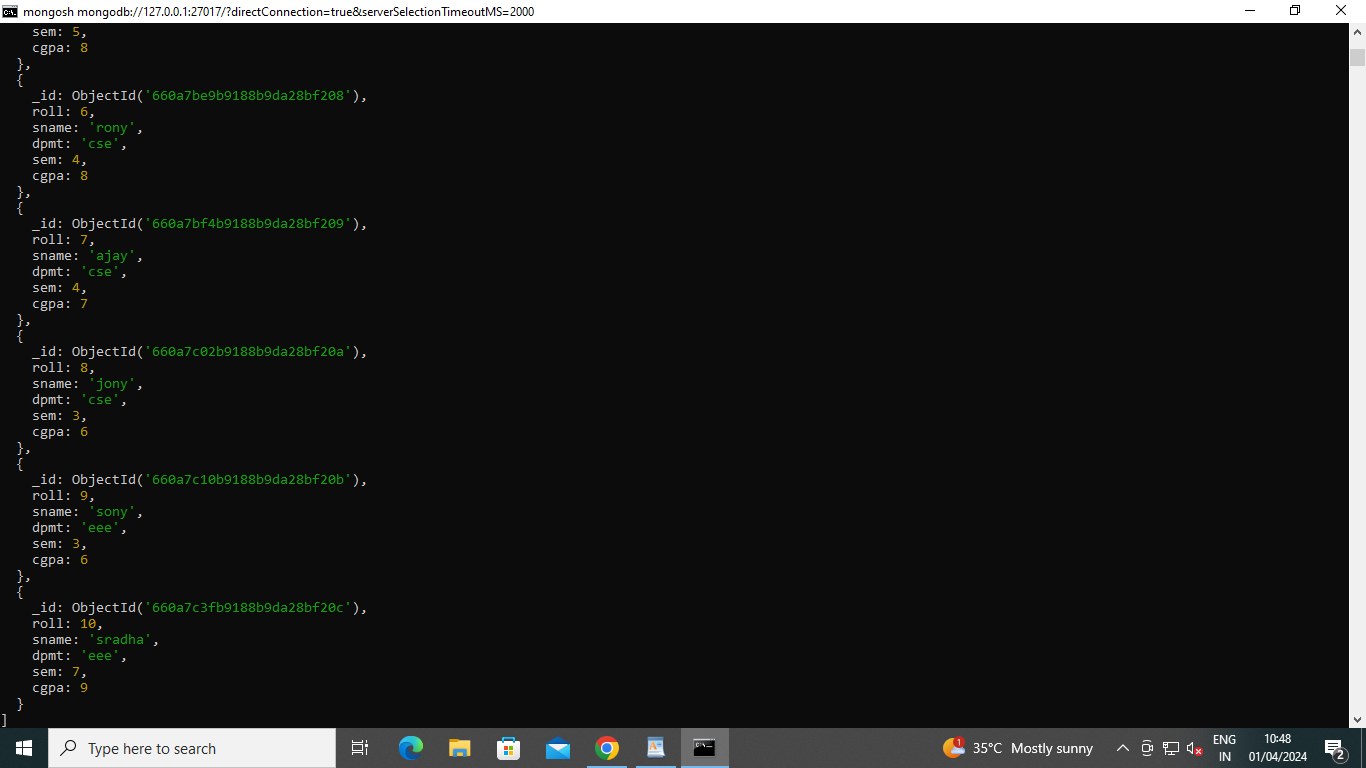 mongosh mongodb://127.0.0.1:27017/?directConnection=true&serverSelectionTimeoutMS=2000
    sem: 5,
    cgpa: 8
  },
  {
    _id: ObjectId('660a7be9b9188b9da28bf208'),
    roll: 6,
    sname: 'rony',
    dpmt: 'cse',
    sem: 4,
    cgpa: 8
  },
  {
    _id: ObjectId('660a7bf4b9188b9da28bf209'),
    roll: 7,
    sname: 'ajay',
    dpmt: 'cse',
    sem: 4,
    cgpa: 7
  },
  {
    _id: ObjectId('660a7c02b9188b9da28bf20a'),
    roll: 8,
    sname: 'jony',
    dpmt: 'cse',
    sem: 3,
    cgpa: 6
  },
  {
    _id: ObjectId('660a7c10b9188b9da28bf20b'),
    roll: 9,
    sname: 'sony',
    dpmt: 'eee',
    sem: 3,
    cgpa: 6
  },
  {
    _id: ObjectId('660a7c3fb9188b9da28bf20c'),
    roll: 10,
    sname: 'sradha',
    dpmt: 'eee',
    sem: 7,
    cgpa: 9
  }
]
Type here to search
1
35°C Mostly sunny
ENG
IN
10:48
01/04/2024
2